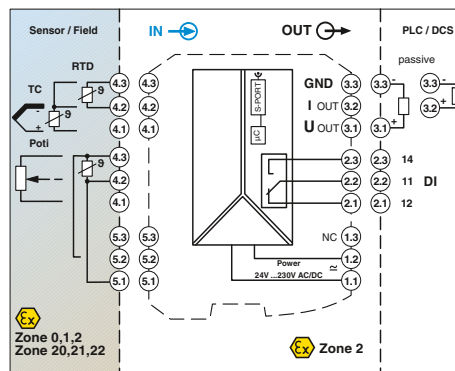 Sensor / Field
IN
OUT
PLC / DCS
RTD
TC
ϑ
4.3
4.3
-
ϑ
4.2
4.2
+
4.1
4.1
Poti
ϑ
4.3
4.3
4.2
4.2
4.1
4.1
5.3
5.3
5.2
5.2
5.1
5.1
S-PORT
µC
GND
3.3
I OUT
3.2
U OUT
3.1
2.3
2.2
2.1
NC
1.3
Power
1.2
24V ...230V AC/DC
1.1
passive
3.3
-
3.3
-
3.2
+
3.1
+
2.3
14
2.2
11
DI
2.1
12
Ex
Zone 0,1,2
Zone 20,21,22
Ex
Zone 2